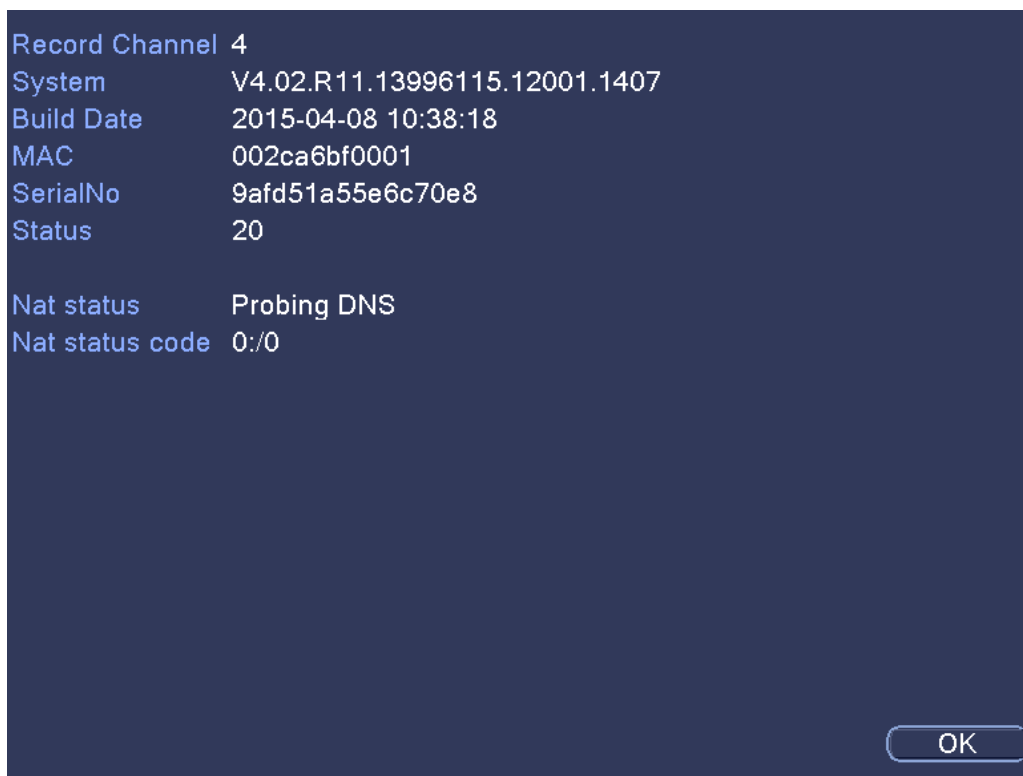 Record Channel 4
System V4.02.R11.13996115.12001.1407
Build Date 2015-04-08 10:38:18
MAC 002ca6bf0001
SerialNo 9afd51a55e6c70e8
Status 20
Nat status Probing DNS
Nat status code 0:/0
OK